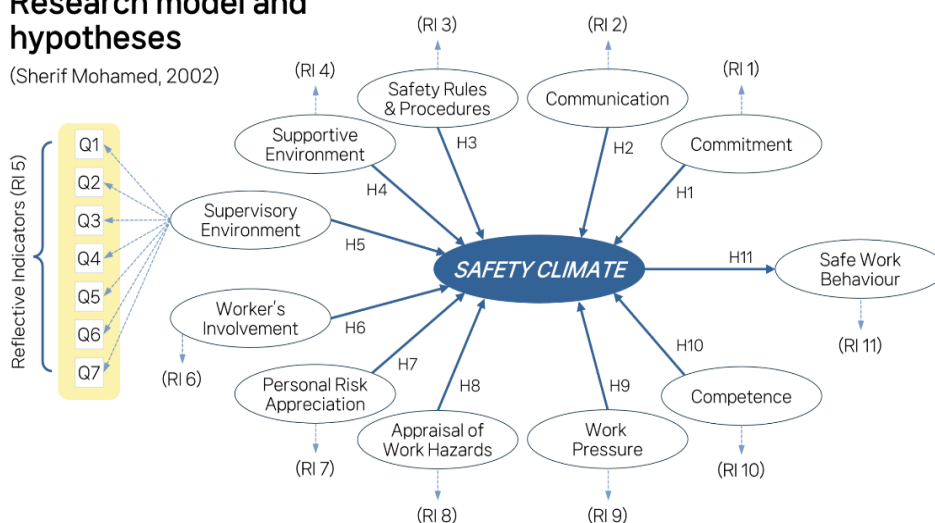 Research model and
hypotheses
(Sherif Mohamed, 2002)
(RI 3)
(RI 2)
(RI 4)
(RI 1)
Safety Rules
& Procedures
Communication
Supportive
Environment
Commitment
H3
H2
H4
H1
Reflective Indicators (RI 5)
Q1
Q2
Q3
Q4
Q5
Q6
Q7
Supervisory
Environment
H5
SAFETY CLIMATE
H11
Safe Work
Behaviour
(RI 11)
Worker's
Involvement
H6
(RI 6)
H7
H8
H9
H10
Personal Risk
Appreciation
Competence
Appraisal of
Work Hazards
Work
Pressure
(RI 7)
(RI 10)
(RI 8)
(RI 9)